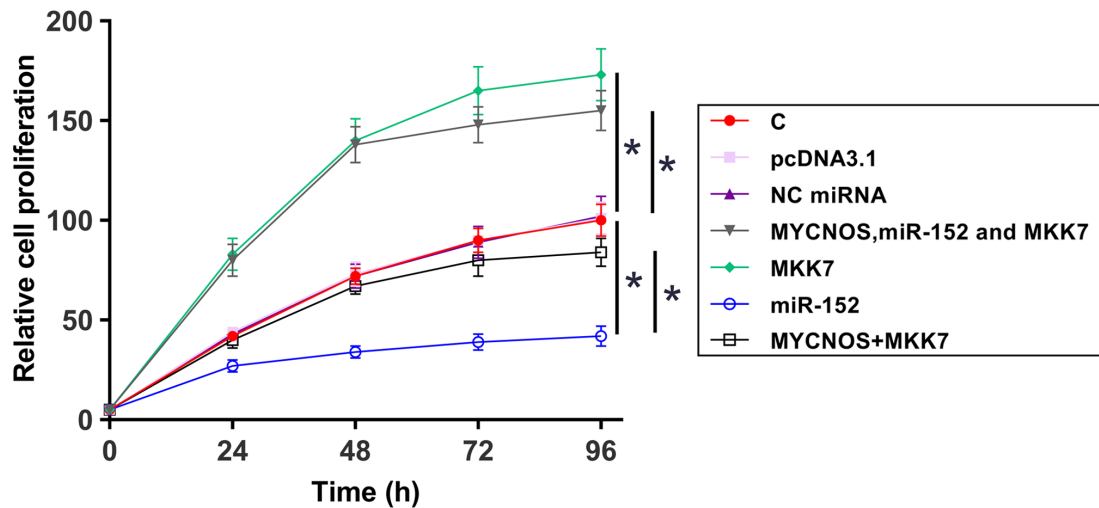 Relative cell proliferation
200
150
100
50
0
0 24 48 72 96
Time (h)
* *
* *
C
pcDNA3.1
NC miRNA
MYCNOS,miR-152 and MKK7
MKK7
miR-152
MYCNOS+MKK7